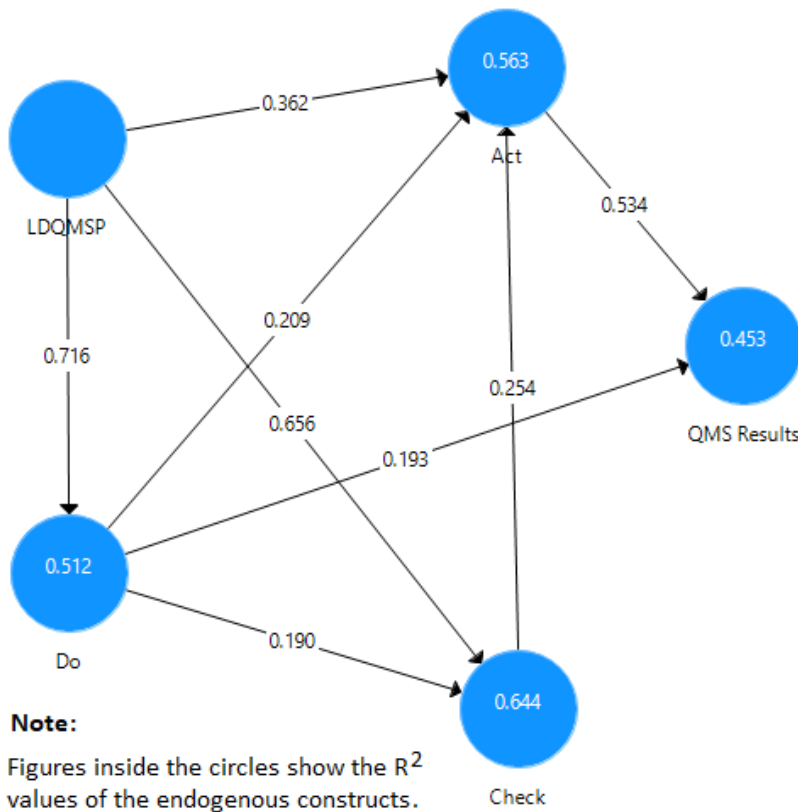 0.563
0.362
Act
LDQMSP
0.534
0.209
0.716
0.453
0.254
0.656
QMS Results
0.193
0.512
0.190
Do
0.644
Note:
Figures inside the circles show the R²
values of the endogenous constructs.
Check